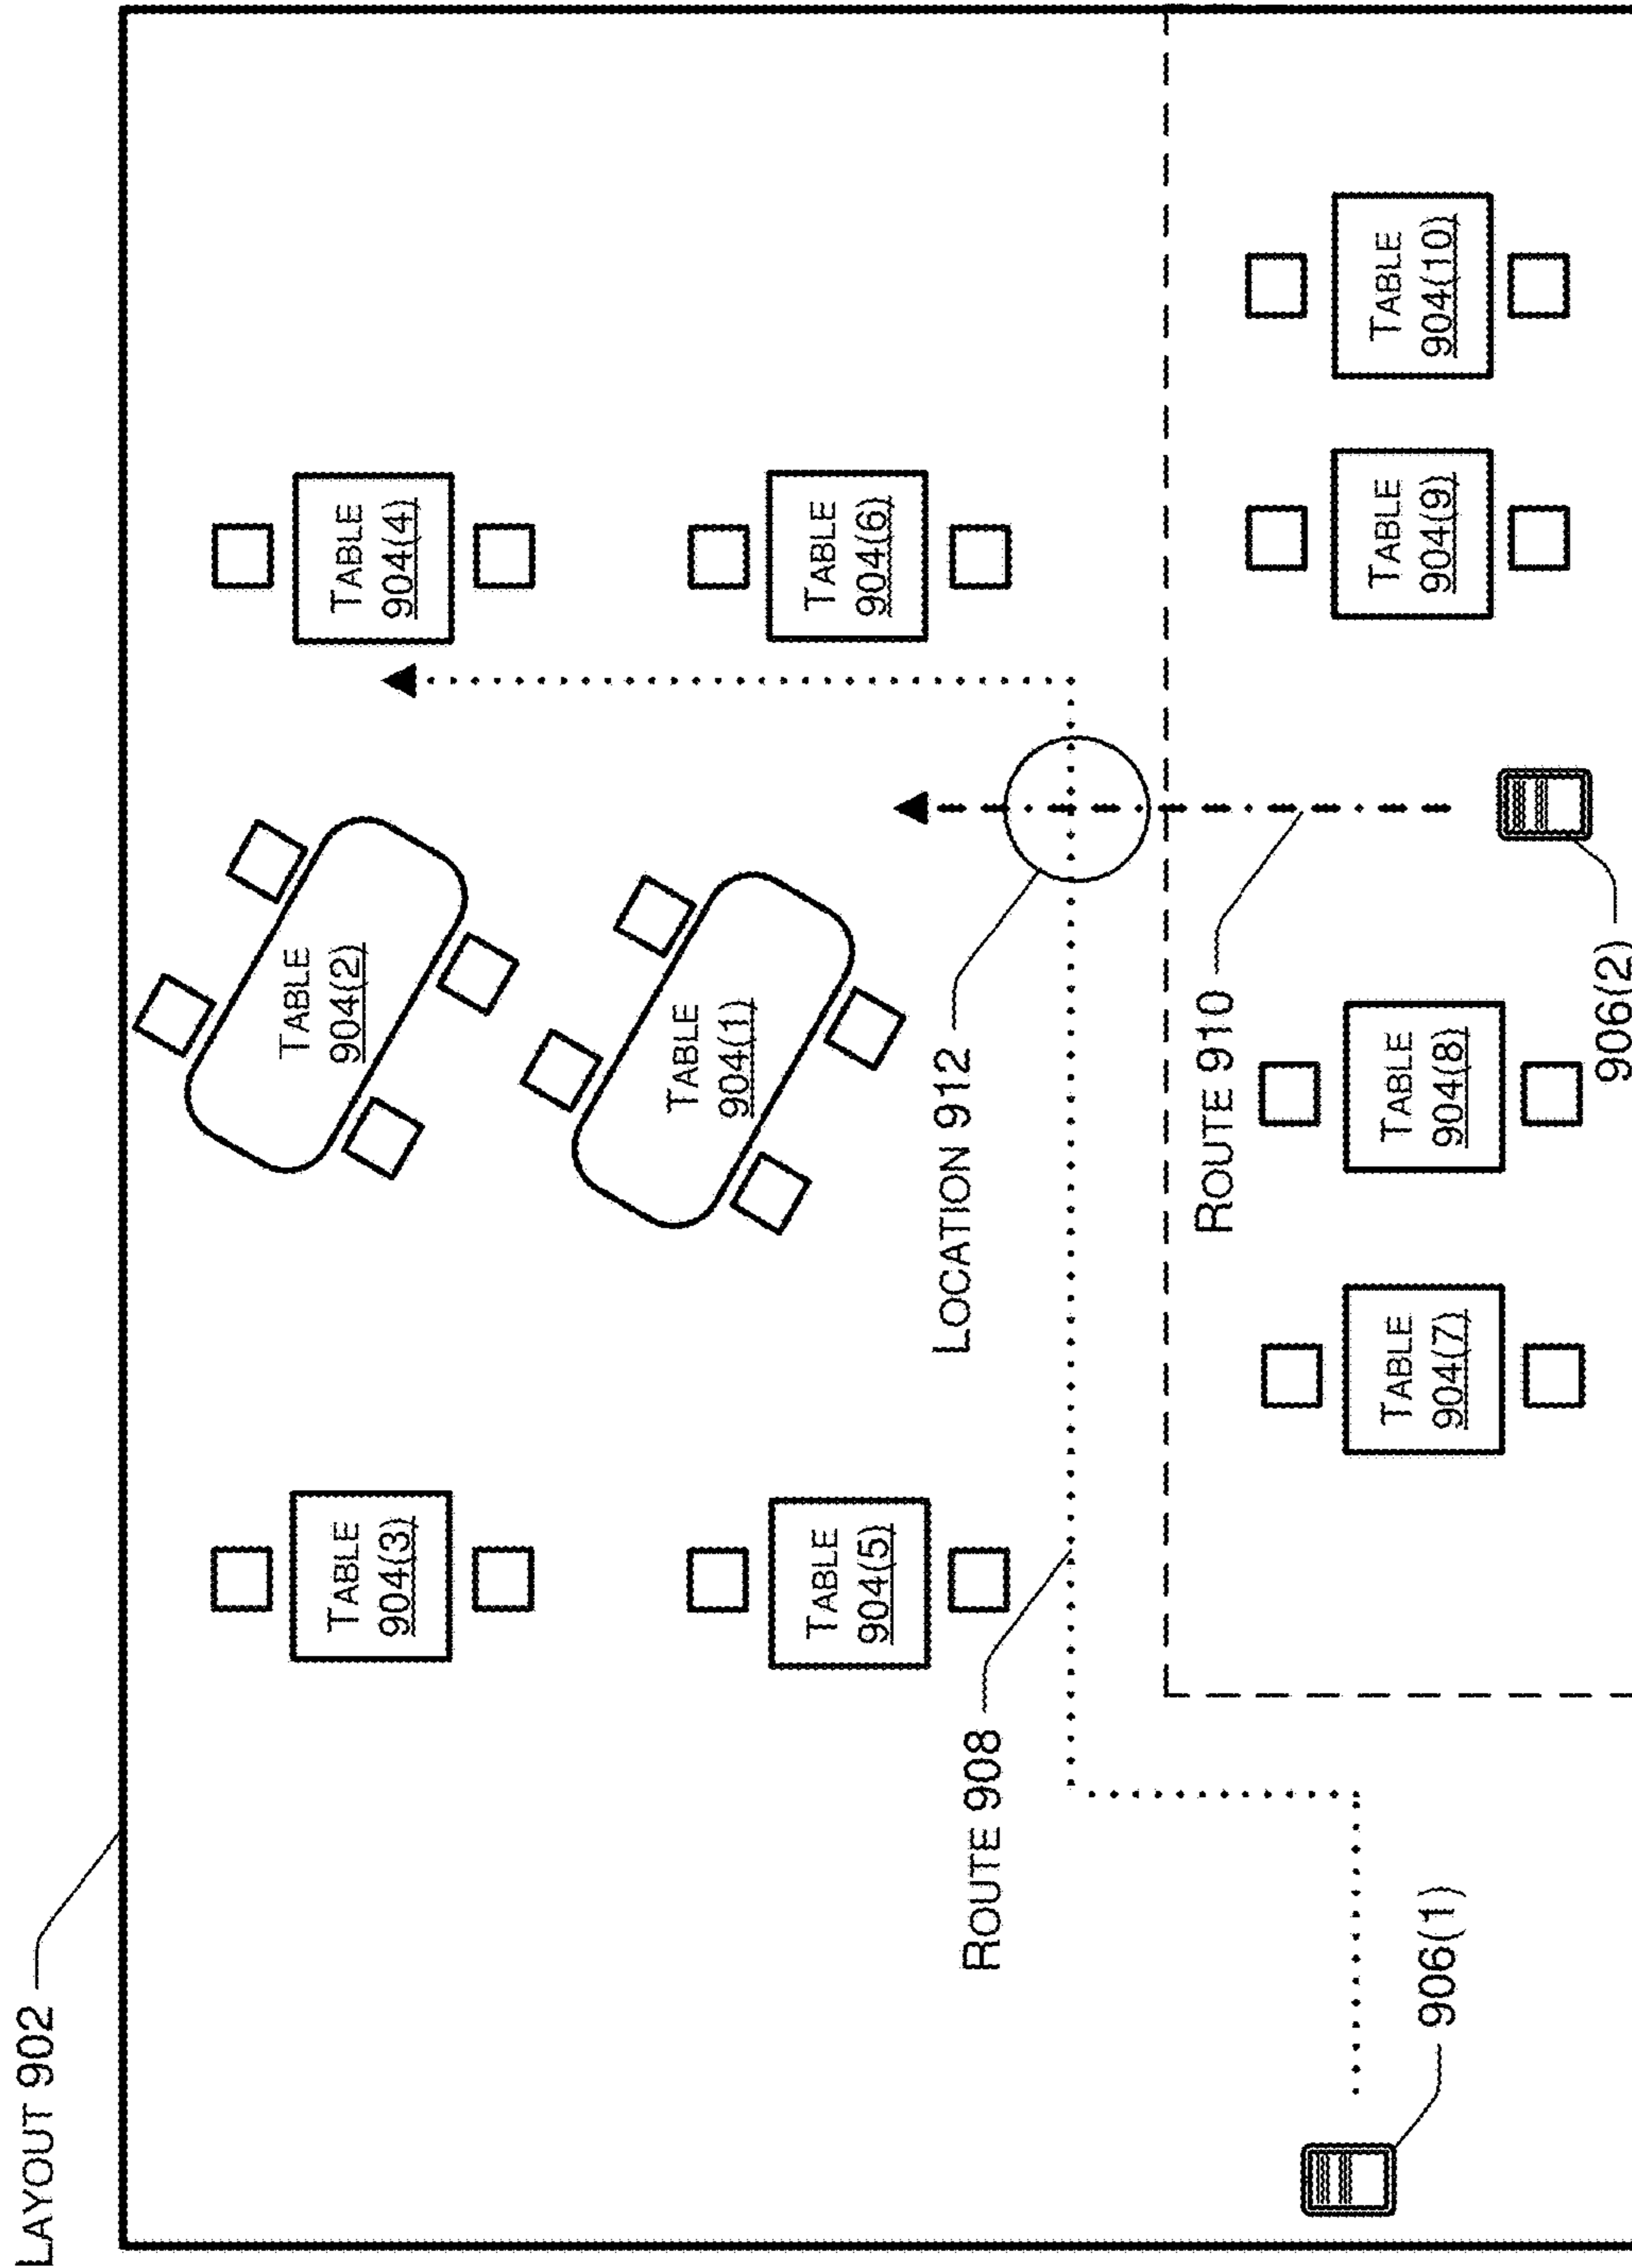 LAYOUT 902
TABLE
904(3)
TABLE
904(2)
TABLE
904(4)
TABLE
904(5)
TABLE
904(1)
TABLE
904(6)
ROUTE 908
LOCATION 912
ROUTE 910
TABLE
904(7)
TABLE
904(8)
TABLE
904(9)
TABLE
904(10)
906(1)
906(2)